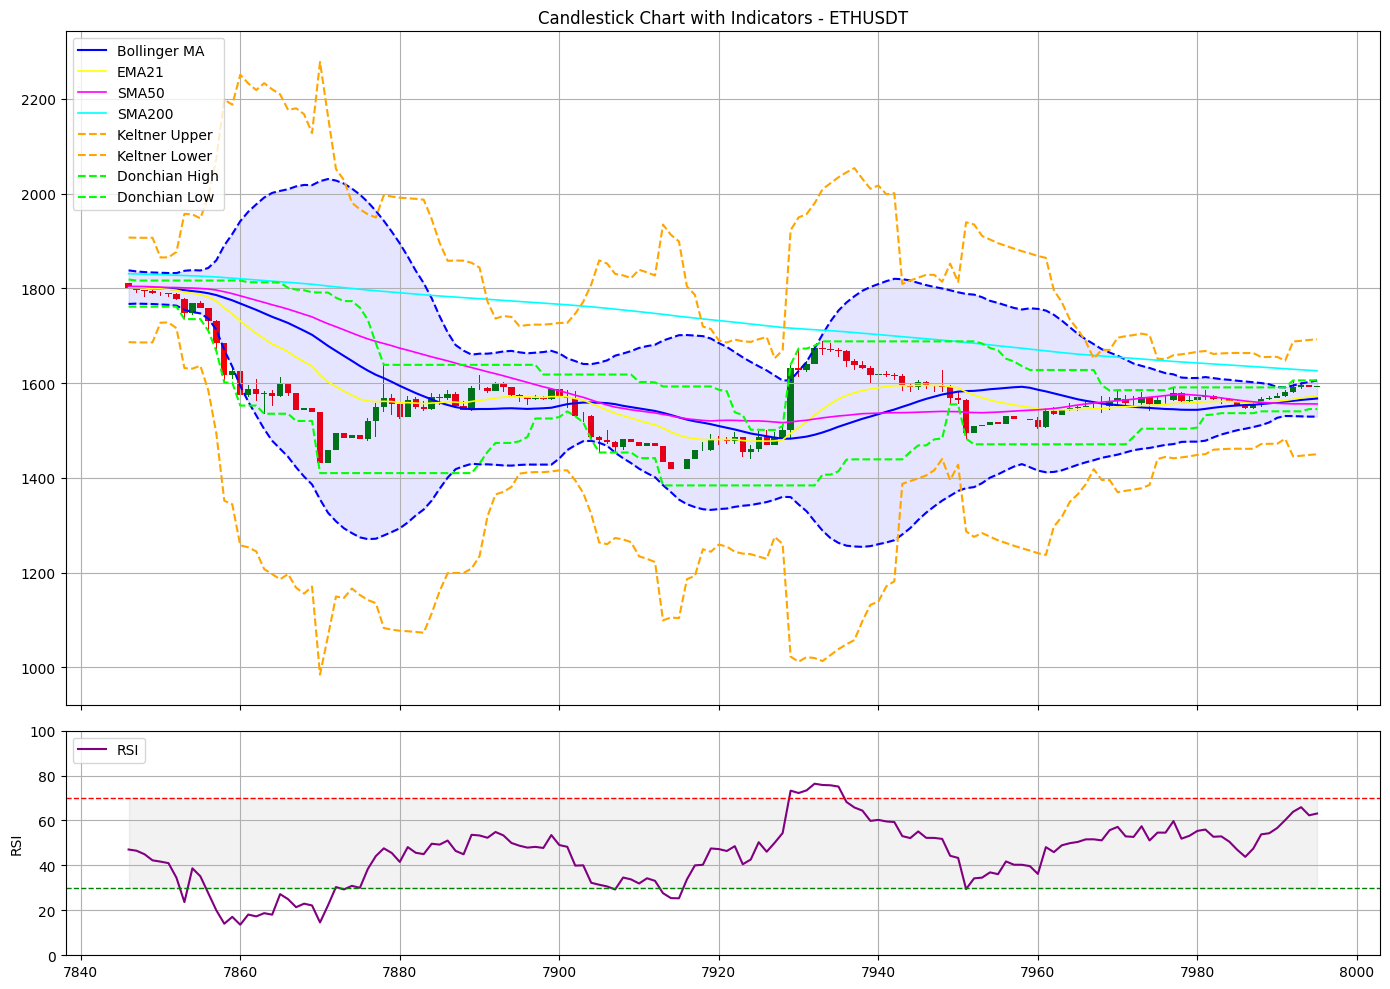 Candlestick Chart with Indicators - ETHUSDT
Bollinger MA
EMA21
SMA50
SMA200
Keltner Upper
Keltner Lower
Donchian High
Donchian Low
2200
2000
1800
1600
1400
1200
1000
RSI
100
80
60
40
20
0
RSI
7840
7860
7880
7900
7920
7940
7960
7980
8000